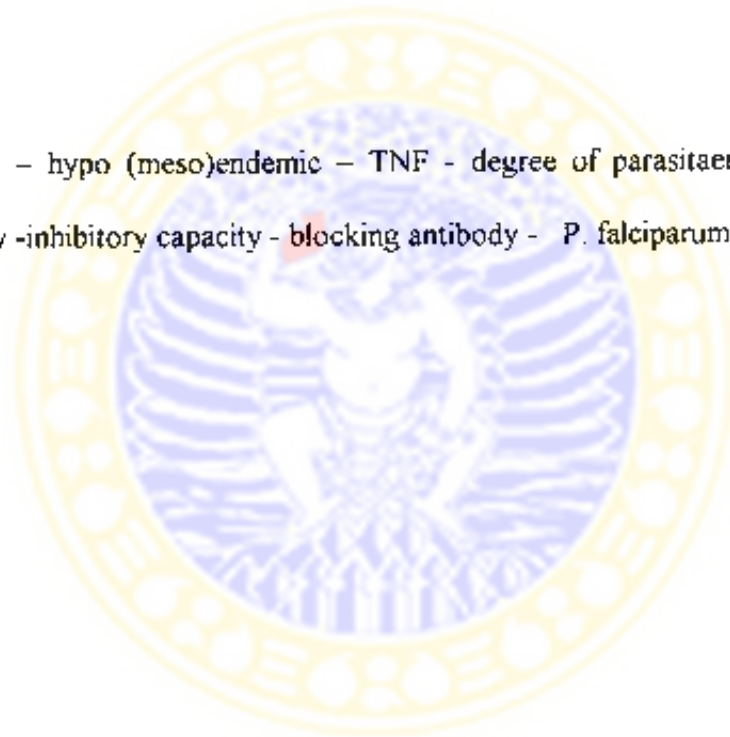 – hypo (meso)endemic – TNF - degree of parasitaer
-inhibitory capacity - blocking antibody - P. falciparum